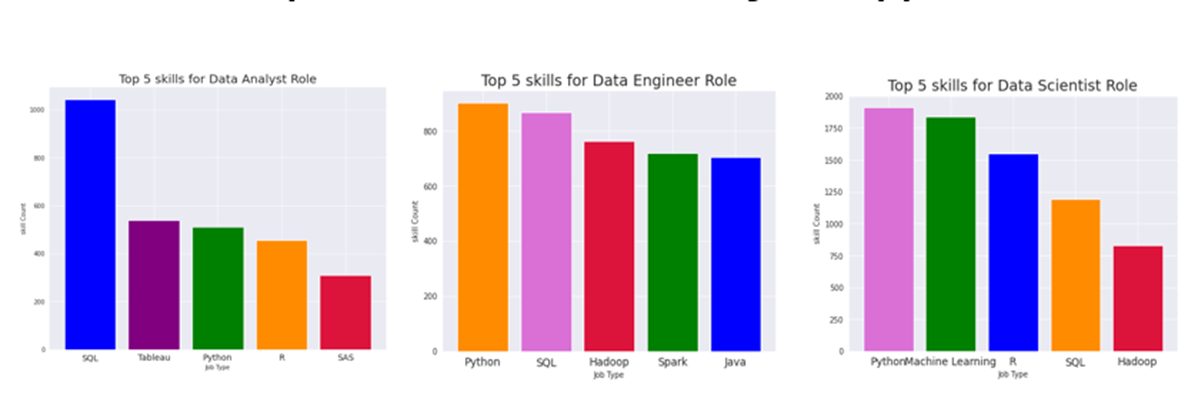 Top 5 skills for Data Analyst Role
1000
800
600
400
200
0
skill Count
SQL Tableau Python R SAS
Job Type
Top 5 skills for Data Engineer Role
800
600
400
200
0
skill Count
Python SQL Hadoop Spark Java
Job Type
Top 5 skills for Data Scientist Role
2000
1750
1500
1250
1000
750
500
250
0
skill Count
Python Machine Learning R SQL Hadoop
Job Type